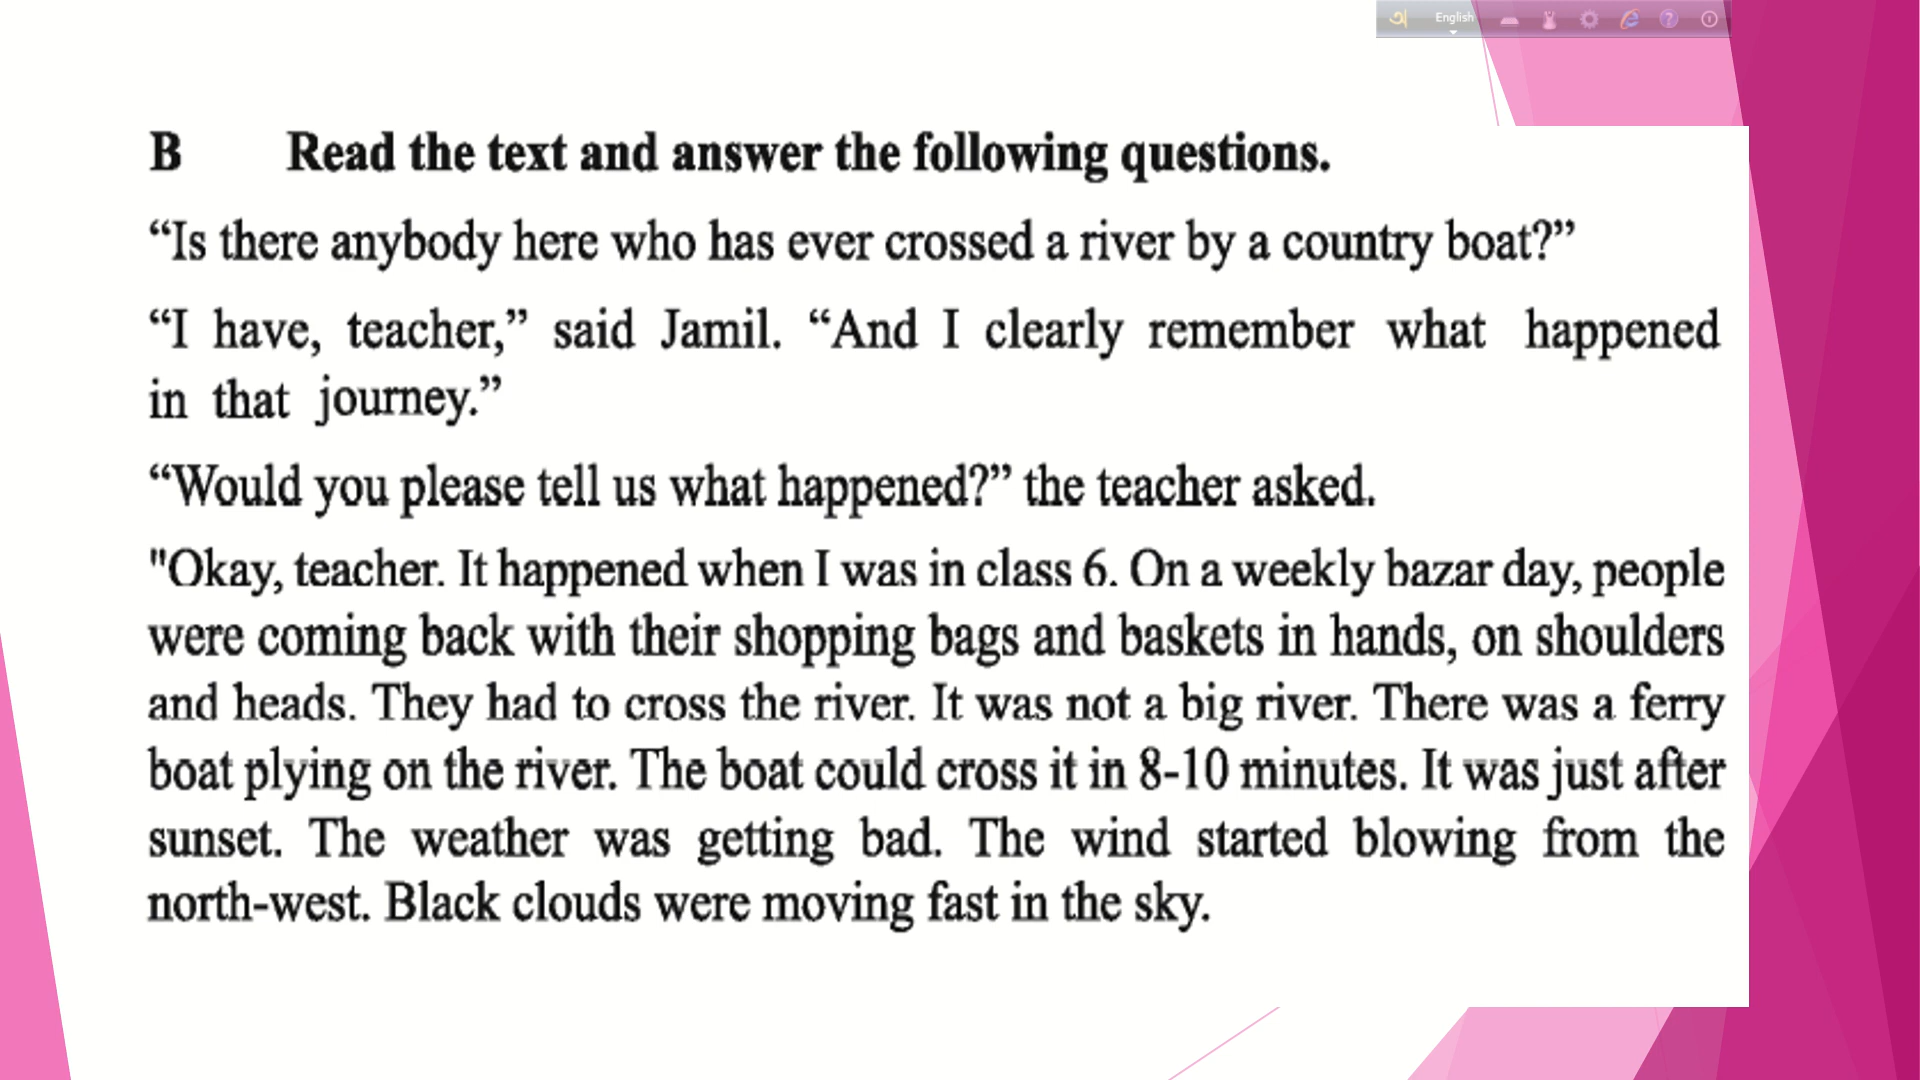 English
B Read the text and answer the following questions.
“Is there anybody here who has ever crossed a river by a country boat?”
“I have, teacher,” said Jamil. “And I clearly remember what happened
in that journey.”
“Would you please tell us what happened?” the teacher asked.
"Okay, teacher. It happened when I was in class 6. On a weekly bazar day, people
were coming back with their shopping bags and baskets in hands, on shoulders
and heads. They had to cross the river. It was not a big river. There was a ferry
boat plying on the river. The boat could cross it in 8-10 minutes. It was just after
sunset. The weather was getting bad. The wind started blowing from the
north-west. Black clouds were moving fast in the sky.